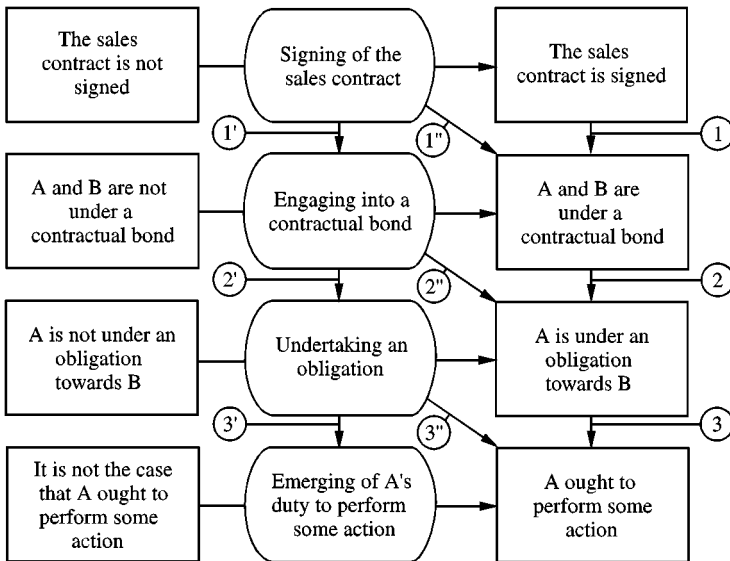 The sales
contract is not
signed
Signing of the
sales contract
The sales
contract is signed
1'
1"
1
A and B are not
under a
contractual bond
Engaging into a
contractual bond
A and B are
under a
contractual bond
2'
2"
2
A is not under an
obligation
towards B
Undertaking an
obligation
A is under an
obligation
towards B
3'
3"
3
It is not the case
that A ought to
perform some
action
Emerging of A's
duty to perform
some action
A ought to
perform some
action